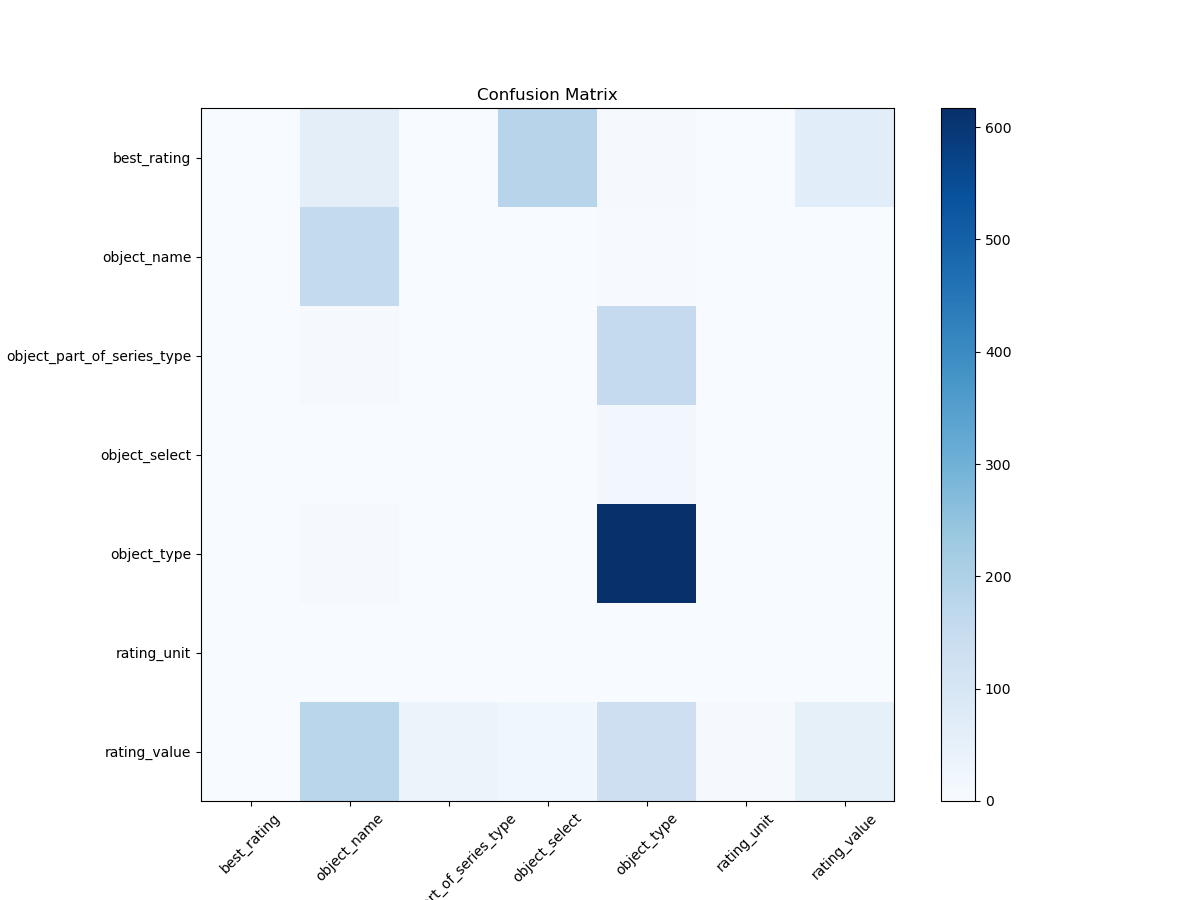 Confusion Matrix
best_rating
object_name
object_part_of_series_type
object_select
object_type
rating_unit
rating_value
best_rating
object_name
rt_of_series_type
object_select
object_type
rating_unit
rating_value
600
500
400
300
200
100
0